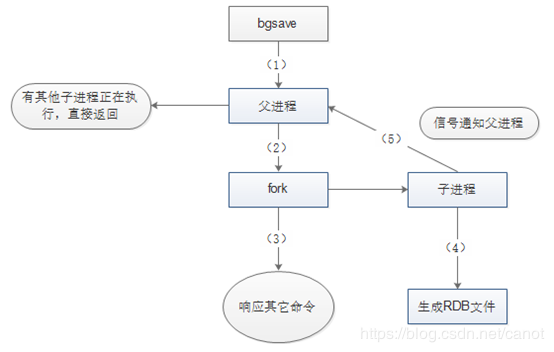 bgsave
（1）
有其他子进程正在执
行，直接返回
父进程
信号通知父进程
（5）
（2）
fork
子进程
（3）
（4）
响应其它命令
生成RDB文件
https://blog.csdn.net/canot